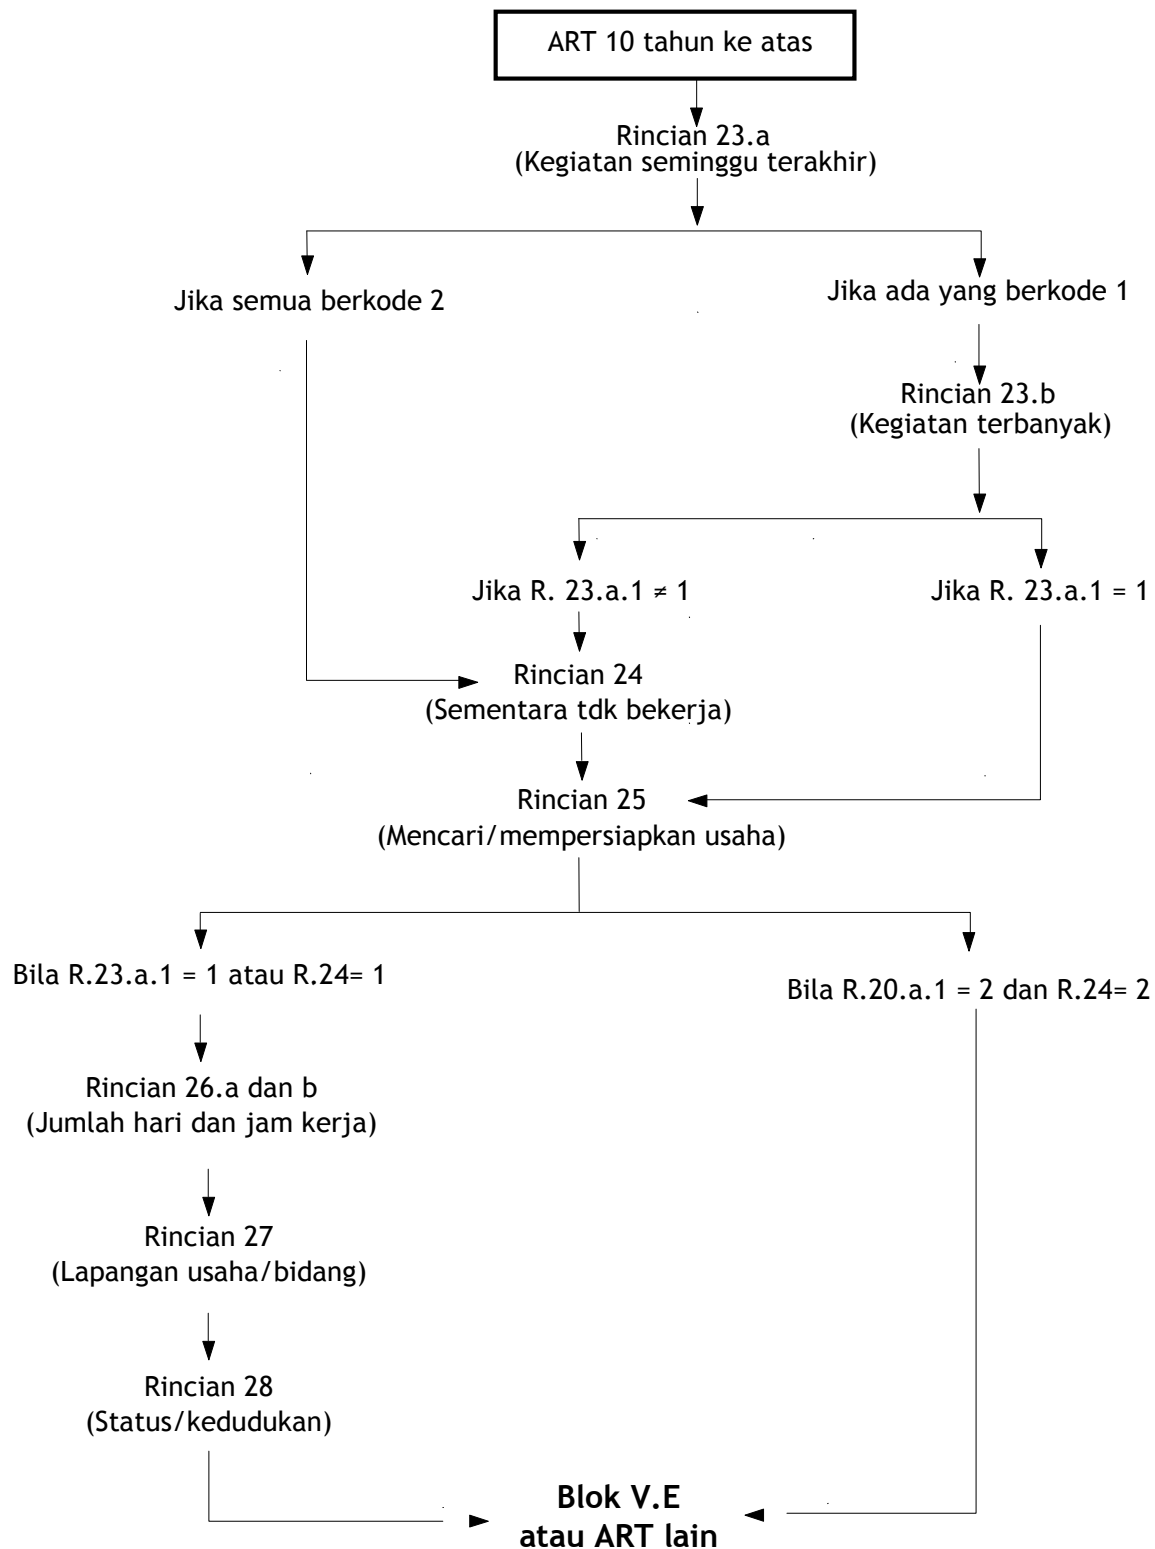 ART 10 tahun ke atas
Rincian 23.a
(Kegiatan seminggu terakhir)
Jika semua berkode 2
Jika ada yang berkode 1
Rincian 23.b
(Kegiatan terbanyak)
Jika R. 23.a.1 ≠ 1
Jika R. 23.a.1 = 1
Rincian 24
(Sementara tdk bekerja)
Rincian 25
(Mencari/mempersiapkan usaha)
Bila R.23.a.1 = 1 atau R.24= 1
Bila R.20.a.1 = 2 dan R.24= 2
Rincian 26.a dan b
(Jumlah hari dan jam kerja)
Rincian 27
(Lapangan usaha/bidang)
Rincian 28
(Status/kedudukan)
Blok V.E
atau ART lain